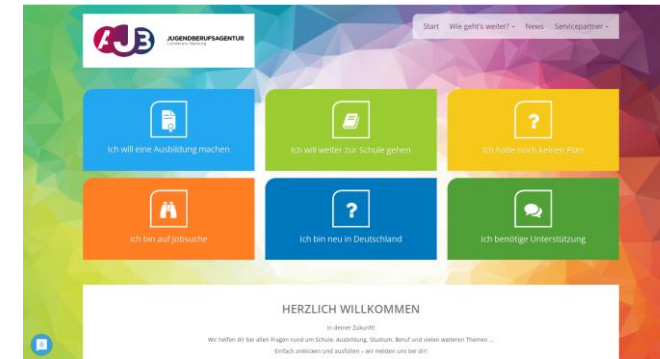 AJB
JUGENDBERUFSAGENTUR
Start Wie geht's weiter? News Servicepartner
Ich will eine Ausbildung machen
Ich will weiter zur Schule gehen
Ich habe noch keinen Plan
Ich bin auf Jobsuche
Ich bin neu in Deutschland
Ich benötige Unterstützung
HERZLICH WILLKOMMEN
in deiner Zukunft!
Wir helfen dir bei allen Fragen rund um Schule, Ausbildung, Studium, Beruf und vielen weiteren Themen ...
Einfach anklicken und ausfüllen – wir melden uns bei dir!